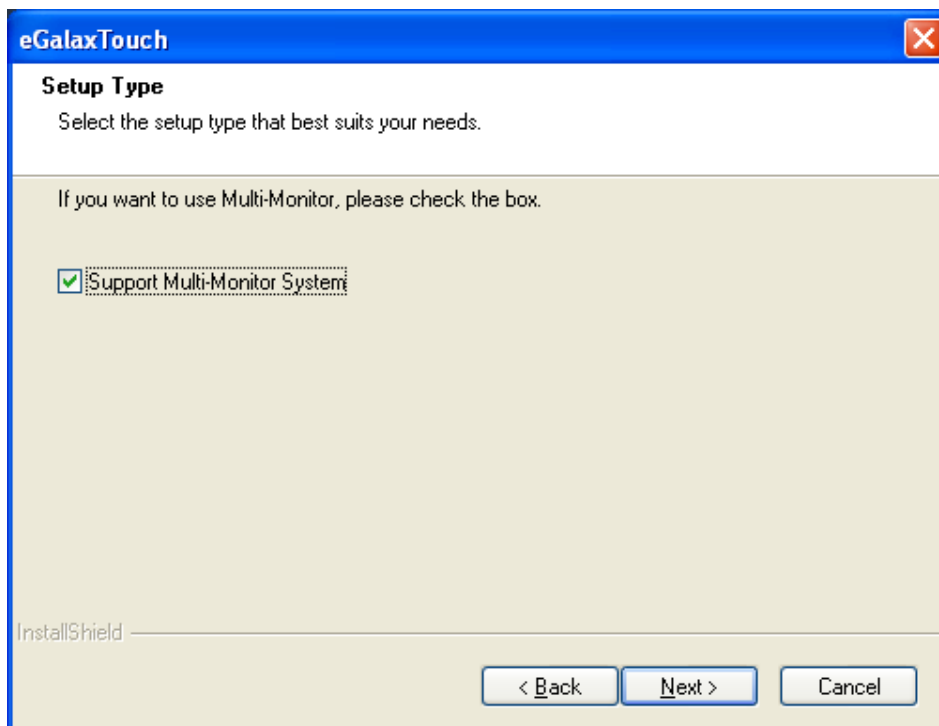 eGalaxTouch
Setup Type
Select the setup type that best suits your needs.
If you want to use Multi-Monitor, please check the box.
Support Multi-Monitor System
InstallShield
< Back Next > Cancel